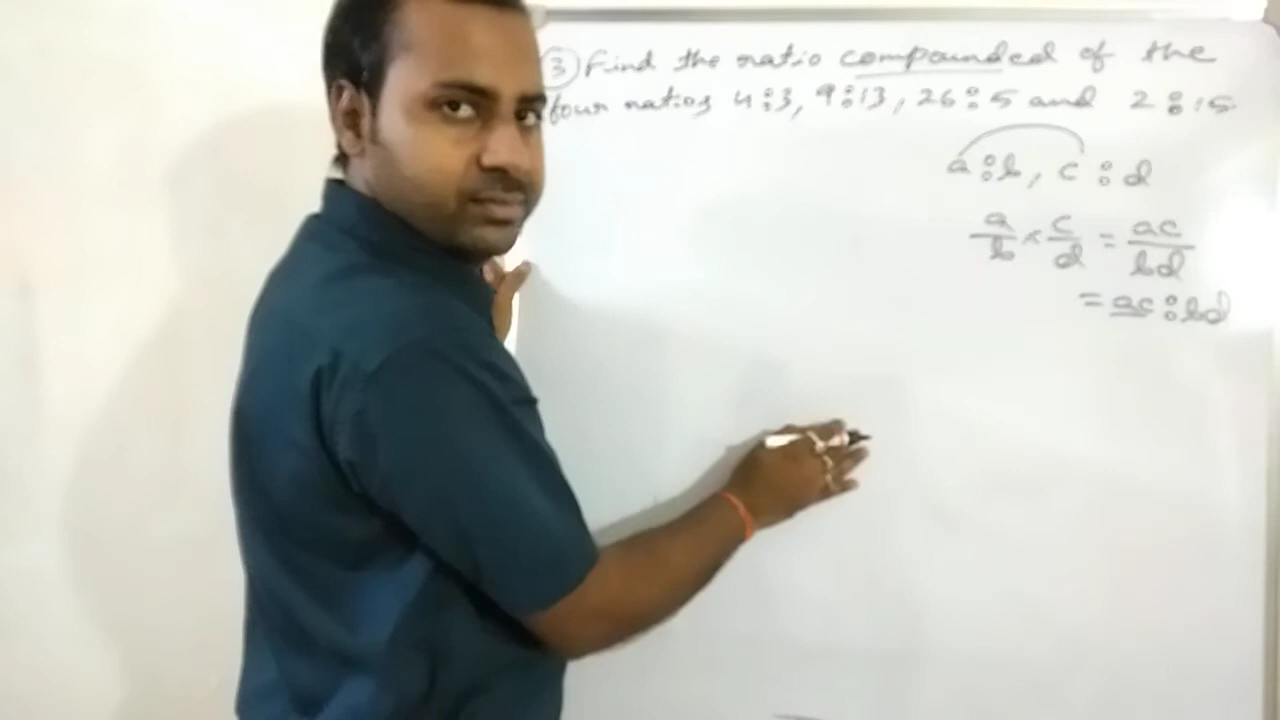 ③ Find the ratio compounded of the
four ratios 4:3, 9:13, 26:5 and 2:15.
a:b, c:d
a/b × c/d = ac/bd
= ac:bd